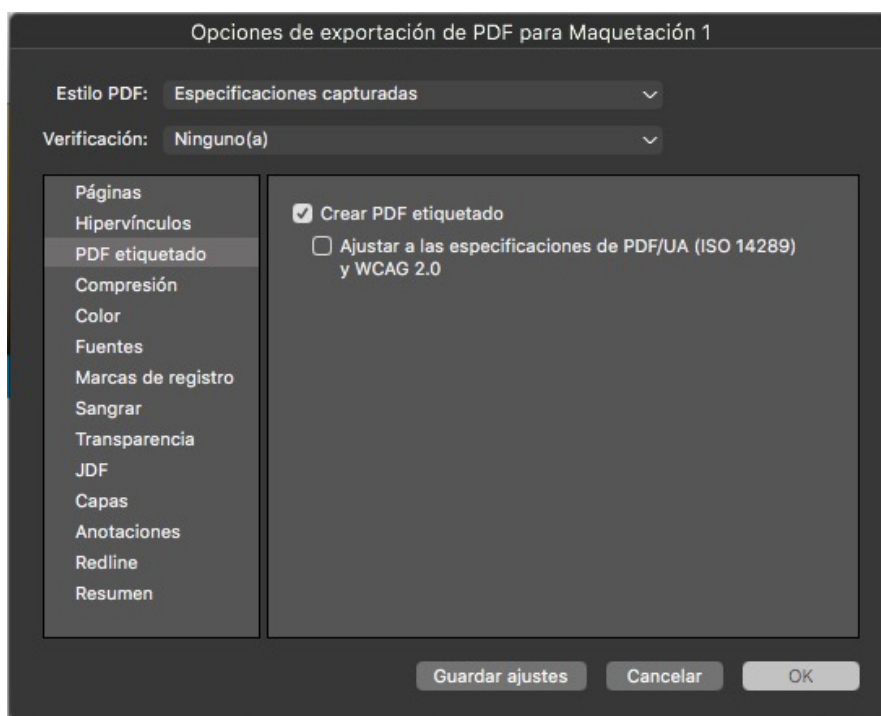 Opciones de exportación de PDF para Maquetación 1
Estilo PDF: Especificaciones capturadas
Verificación: Ninguno(a)
Páginas
Hipervínculos
PDF etiquetado
Compresión
Color
Fuentes
Marcas de registro
Sangrar
Transparencia
JDF
Capas
Anotaciones
Redline
Resumen
Crear PDF etiquetado
Ajustar a las especificaciones de PDF/UA (ISO 14289)
y WCAG 2.0
Guardar ajustes
Cancelar
OK